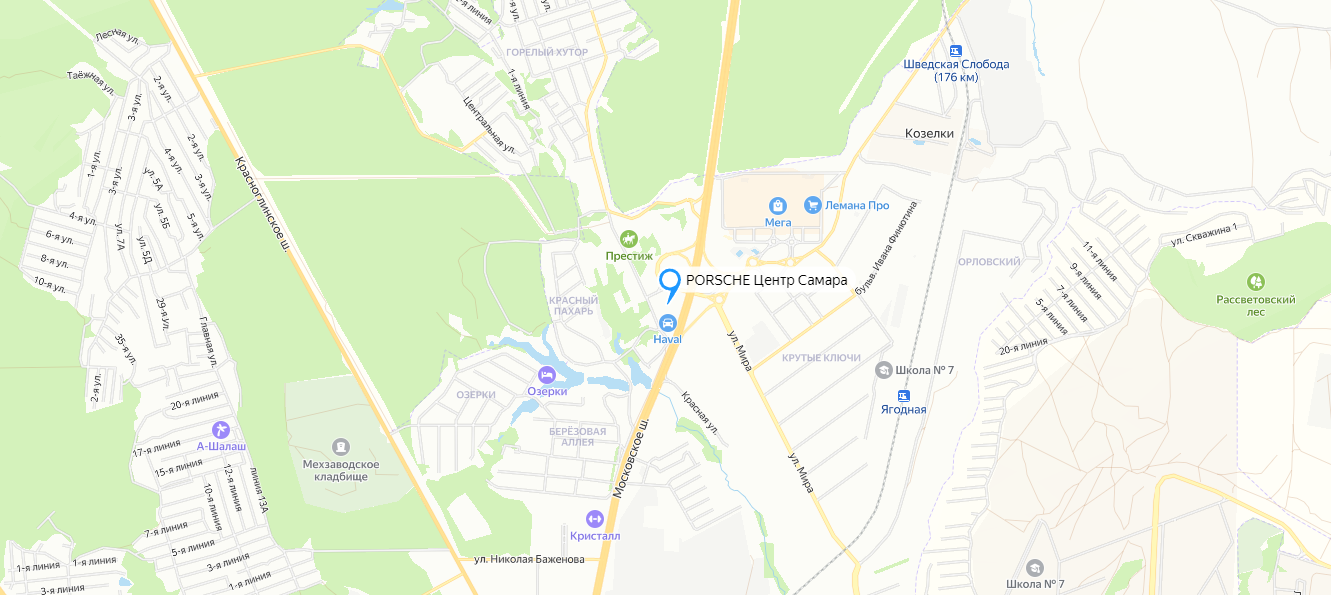 1-я линия
5-я ул.
Лесная ул.
ГОРЕЛЫЙ ХУТОР
Шведская Слобода
(176 км)
Таёжная ул.
2-я ул.
1-я линия
3-я ул.
Центральная ул.
Козелки
2-я ул.
1-я ул.
4-я ул.
3-я ул.
ул. 5А
3-я ул.
Красноглинское ш.
Мега
Лемана Про
4-я ул.
ул. 5Б
5-я ул.
6-я ул.
ул. 7А
ул. 5Д
бульв. Ивана Финютина
ул. Скважина 1
11-я линия
Престиж
8-я ул.
ОРЛОВСКИЙ
9-я линия
10-я ул.
PORSCHE Центр Самара
7-я линия
Рассветовский
лес
КРАСНЫЙ
ПАХАРЬ
29-я ул.
5-я линия
Haval
Главная ул.
35-я ул.
ул. Мира
20-я линия
КРУТЫЕ КЛЮЧИ
Школа № 7
2-я ул.
ОЗЕРКИ
Озерки
20-я линия
Ягодная
Красная ул.
БЕРЁЗОВАЯ
АЛЛЕЯ
17-я линия
А-Шалаш
Мехзаводское
кладбище
Московское ш.
15-я линия
12-я линия
линия 13А
ул. Мира
10-я линия
7-я линия
Кристалл
5-я линия
1-я линия
1-я линия
3-я линия
ул. Николая Баженова
1-я линия
3-я линия
Школа № 7